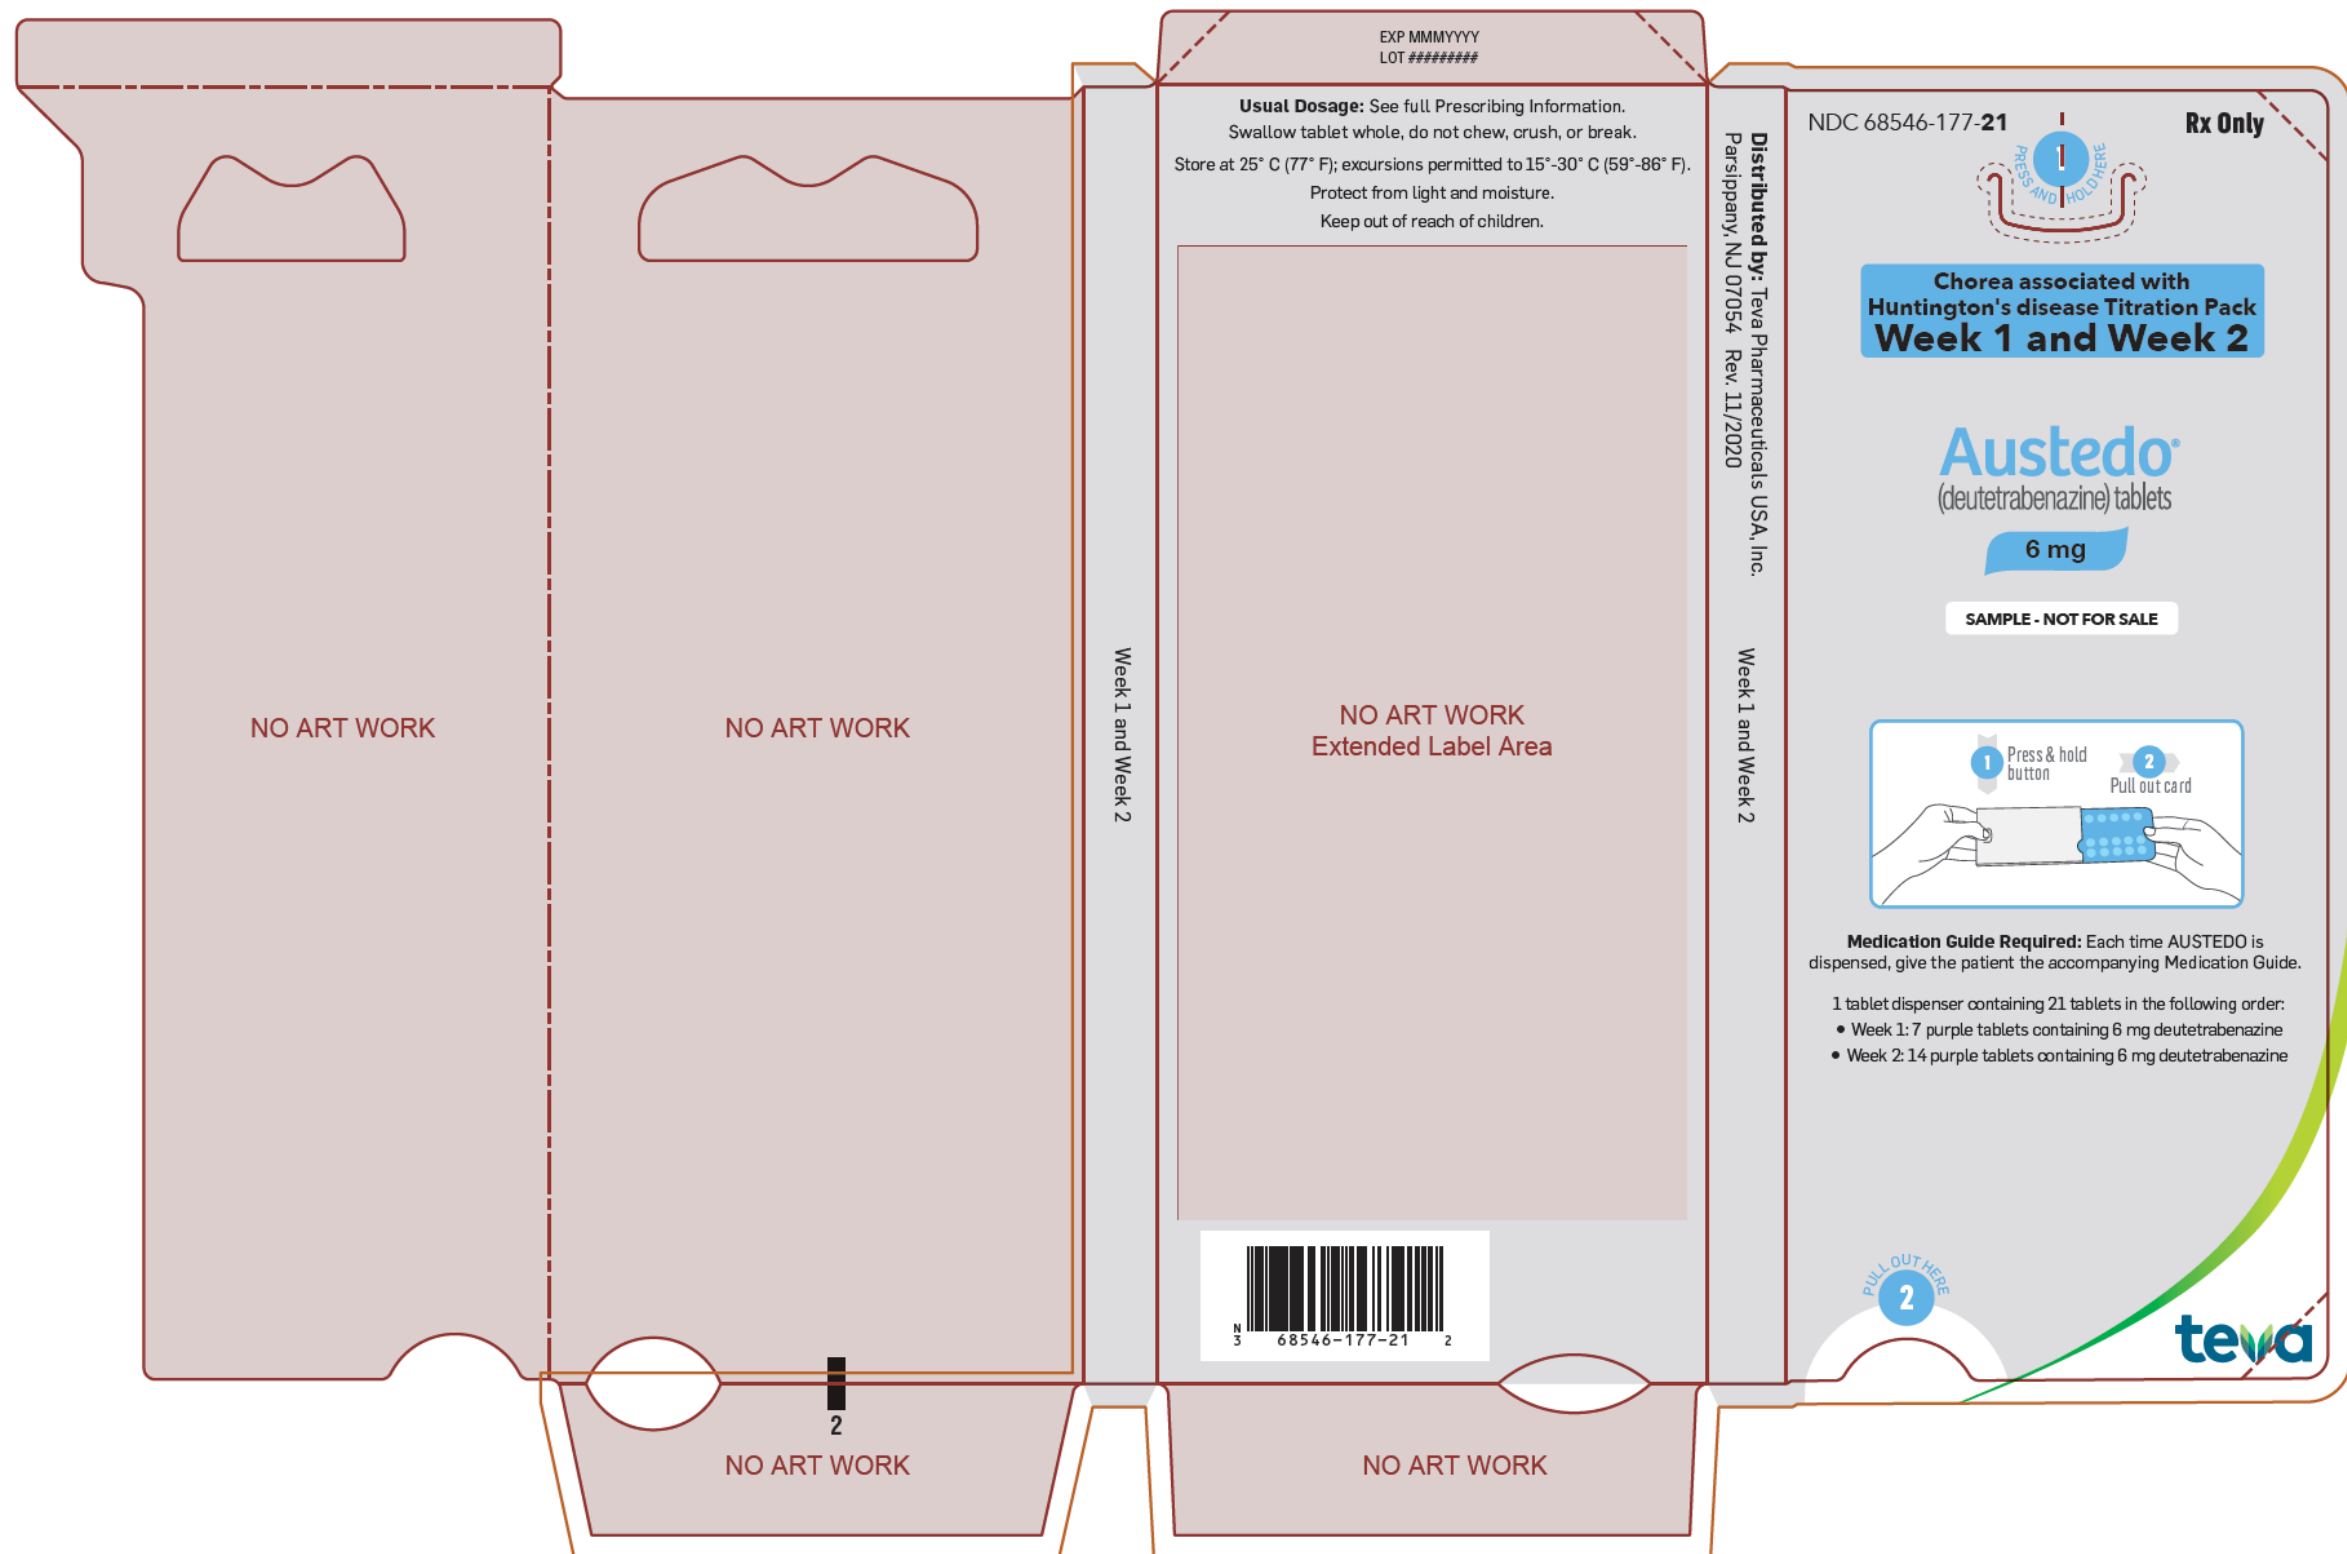 NO ART WORK
NO ART WORK
2
NO ART WORK
Week 1 and Week 2
EXP MMMYYYY
LOT #########
Usual Dosage: See full Prescribing Information.
Swallow tablet whole, do not chew, crush, or break.
Store at 25° C (77° F); excursions permitted to 15°-30° C (59°-86° F).
Protect from light and moisture.
Keep out of reach of children.
NO ART WORK
Extended Label Area
N
3 68546-177-21 2
NO ART WORK
Distributed by: Teva Pharmaceuticals USA, Inc.
Parsippany, NJ 07054 Rev. 11/2020
Week 1 and Week 2
NDC 68546-177-21
Rx Only
1
PRESS AND HOLD HERE
Chorea associated with
Huntington's disease Titration Pack
Week 1 and Week 2
Austedo®
(deutetrabenazine) tablets
6 mg
SAMPLE - NOT FOR SALE
1 Press & hold
button
2
Pull out card
Medication Guide Required: Each time AUSTEDO is
dispensed, give the patient the accompanying Medication Guide.
1 tablet dispenser containing 21 tablets in the following order:
• Week 1: 7 purple tablets containing 6 mg deutetrabenazine
• Week 2: 14 purple tablets containing 6 mg deutetrabenazine
PULL OUT HERE
2
teva